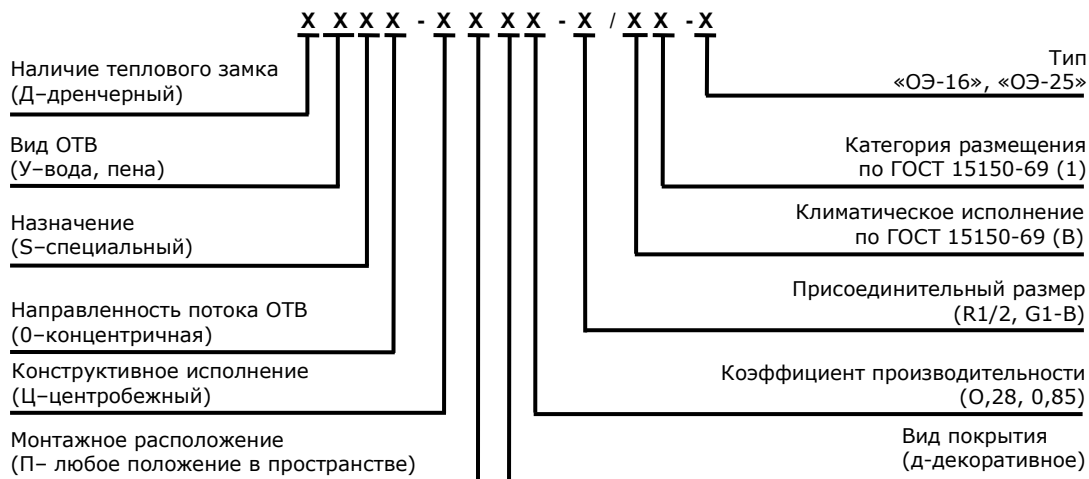 X X X X - X X X X - X / X X - X
Наличие теплового замка
(Д–дренчерный)
Вид ОТВ
(У–вода, пена)
Назначение
(S–специальный)
Направленность потока ОТВ
(0–концентричная)
Конструктивное исполнение
(Ц–центробежный)
Монтажное расположение
(П– любое положение в пространстве)
Тип
«ОЭ-16», «ОЭ-25»
Категория размещения
по ГОСТ 15150-69 (1)
Климатическое исполнение
по ГОСТ 15150-69 (В)
Присоединительный размер
(R1/2, G1-B)
Коэффициент производительности
(О,28, 0,85)
Вид покрытия
(д-декоративное)